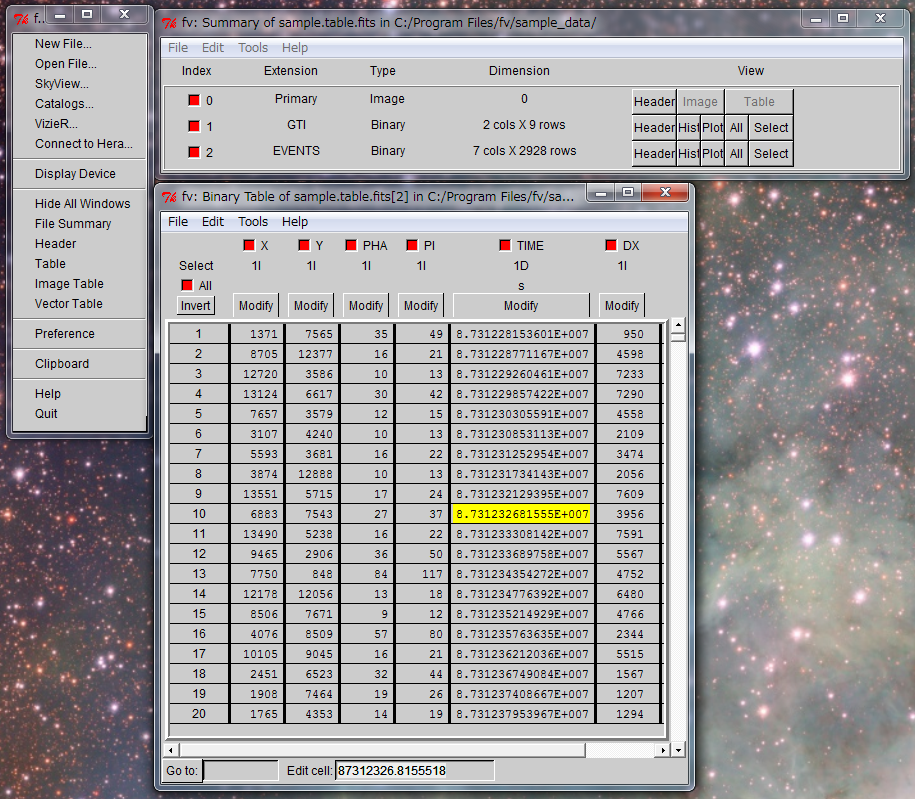 f..
New File...
Open File...
SkyView...
Catalogs...
VizieR...
Connect to Hera...
Display Device
Hide All Windows
File Summary
Header
Table
Image Table
Vector Table
Preference
Clipboard
Help
Quit
fv: Summary of sample.table.fits in C:/Program Files/fv/sample_data/
File Edit Tools Help
Index Extension Type Dimension View
0 Primary Image 0 Header Image Table
1 GTI Binary 2 cols X 9 rows Header Hist Plot All Select
2 EVENTS Binary 7 cols X 2928 rows Header Hist Plot All Select
fv: Binary Table of sample.table.fits[2] in C:/Program Files/fv/sa...
File Edit Tools Help
X Y PHA PI TIME DX
Select 1I 1I 1I 1I 1D 1I
All s
Invert Modify Modify Modify Modify Modify Modify
1 1371 7565 35 49 8.731228153601E+007 950
2 8705 12377 16 21 8.731228771167E+007 4598
3 12720 3586 10 13 8.731229260461E+007 7233
4 13124 6617 30 42 8.731229857422E+007 7290
5 7657 3579 12 15 8.731230305591E+007 4558
6 3107 4240 10 13 8.731230853113E+007 2109
7 5593 3681 16 22 8.731231252954E+007 3474
8 3874 12888 10 13 8.731231734143E+007 2056
9 13551 5715 17 24 8.731232129395E+007 7609
10 6883 7543 27 37 8.731232681555E+007 3956
11 13490 5238 16 22 8.731233308142E+007 7591
12 9465 2906 36 50 8.731233689758E+007 5567
13 7750 848 84 117 8.731234354272E+007 4752
14 12178 12056 13 18 8.731234776392E+007 6480
15 8506 7671 9 12 8.731235214929E+007 4766
16 4076 8509 57 80 8.731235763635E+007 2344
17 10105 9045 16 21 8.731236212036E+007 5515
18 2451 6523 32 44 8.731236749084E+007 1567
19 1908 7464 19 26 8.731237408667E+007 1207
20 1765 4353 14 19 8.731237953967E+007 1294
Go to: Edit cell: 87312326.8155518